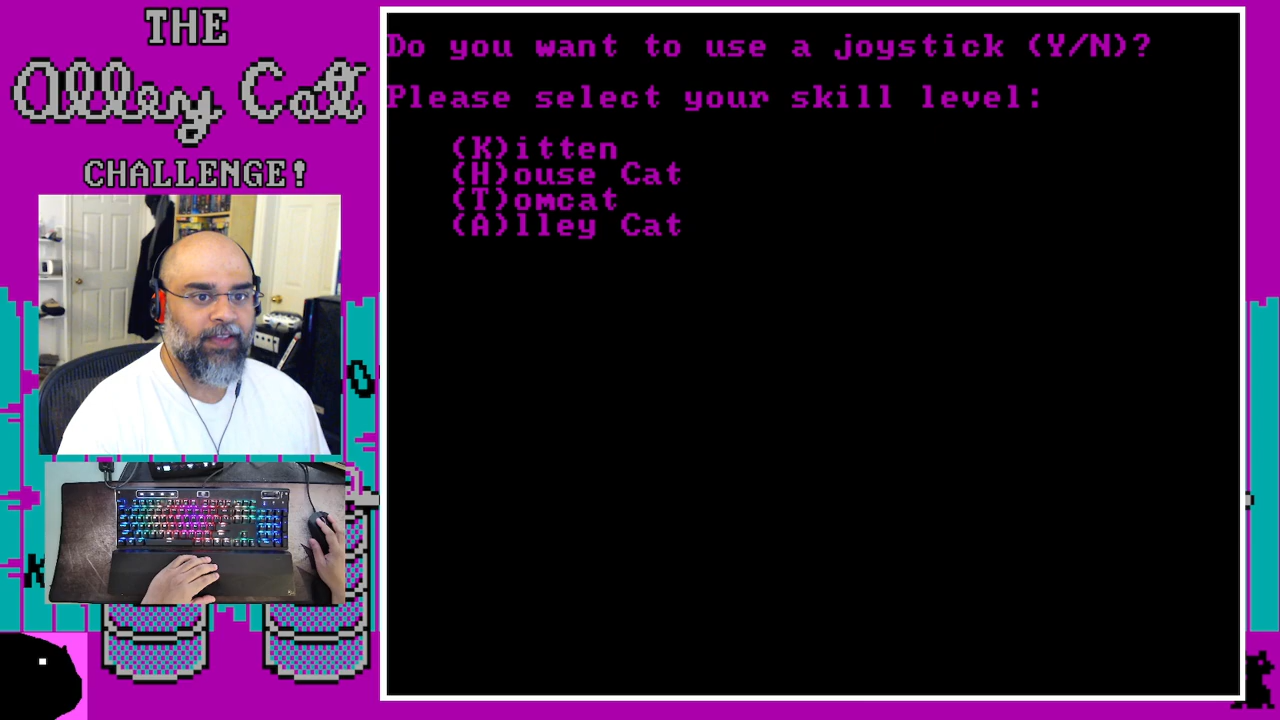 THE
Alley Cat
CHALLENGE!
Do you want to use a joystick (Y/N)?
Please select your skill level:
(K)itten
(H)ouse Cat
(T)omcat
(A)lley Cat